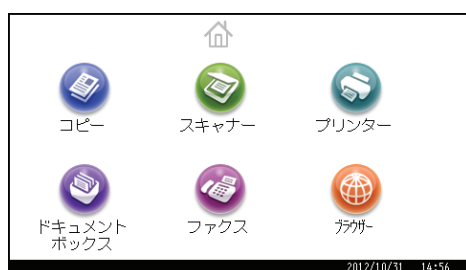 コピー
スキャナー
プリンター
ドキュメント
ボックス
ファクス
ﾌﾞﾗｳｻﾞｰ
2012/10/31 14:56